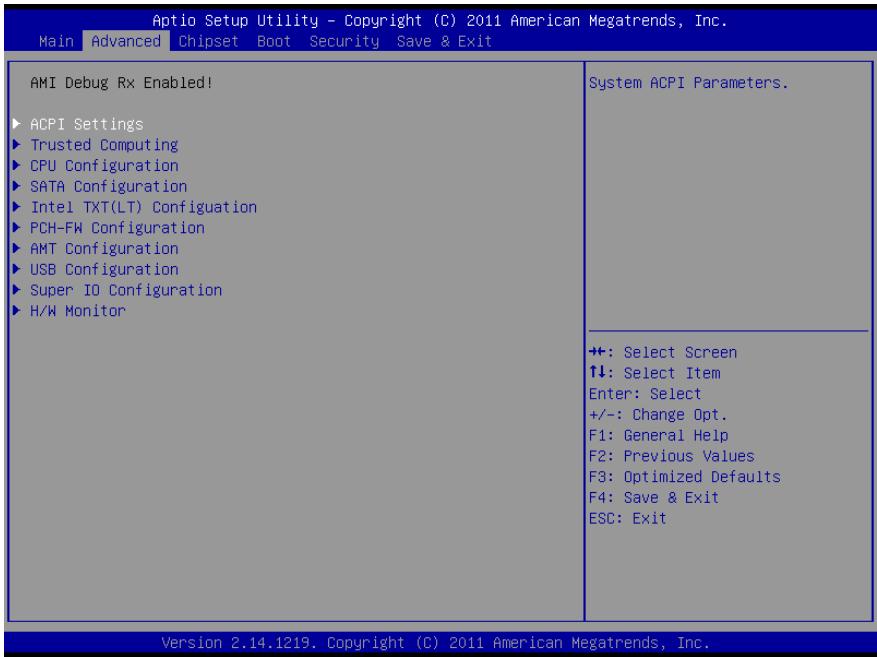 Aptio Setup Utility – Copyright (C) 2011 American Megatrends, Inc.
Main Advanced Chipset Boot Security Save & Exit
AMI Debug Rx Enabled!
▶ ACPI Settings
▶ Trusted Computing
▶ CPU Configuration
▶ SATA Configuration
▶ Intel TXT(LT) Configuation
▶ PCH-FW Configuration
▶ AMT Configuration
▶ USB Configuration
▶ Super IO Configuration
▶ H/W Monitor
System ACPI Parameters.
→←: Select Screen
↑↓: Select Item
Enter: Select
+/-: Change Opt.
F1: General Help
F2: Previous Values
F3: Optimized Defaults
F4: Save & Exit
ESC: Exit
Version 2.14.1219. Copyright (C) 2011 American Megatrends, Inc.